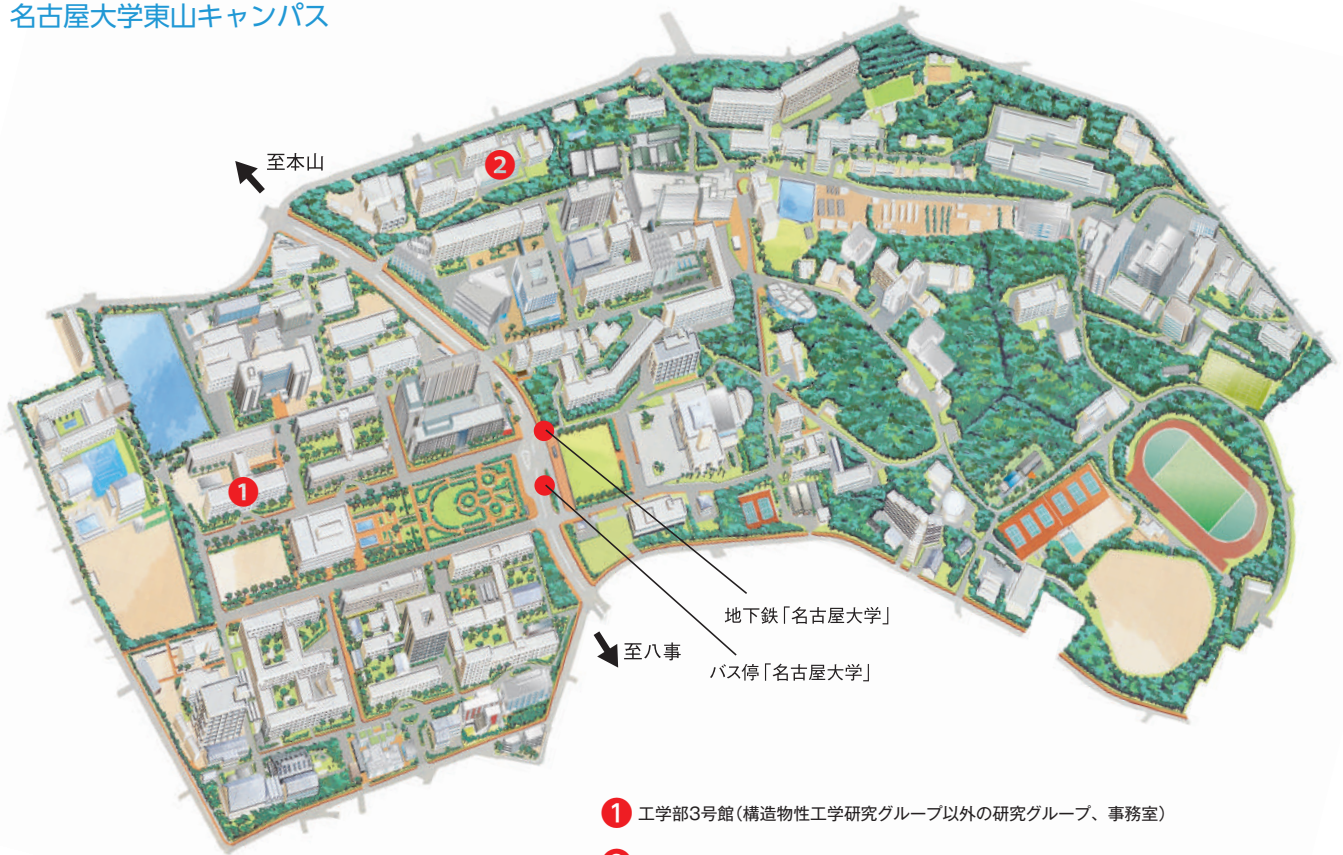 名古屋大学東山キャンパス
至本山
2
1
地下鉄「名古屋大学」
至八事
バス停「名古屋大学」
1 工学部3号館(構造物性工学研究グループ以外の研究グループ、事務室)